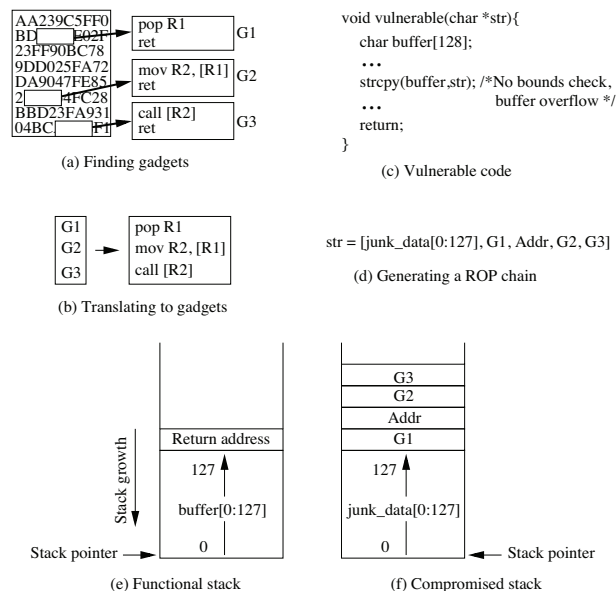 AA239C5FF0
BD E02F
23FF90BC78
9DD025FA72
DA9047FE85
2 4FC28
BBD23FA931
04BC F1
pop R1
ret
G1
mov R2, [R1]
ret
G2
call [R2]
ret
G3
(a) Finding gadgets
void vulnerable(char *str){
char buffer[128];
...
strcpy(buffer,str); /*No bounds check,
... buffer overflow */
return;
}
(c) Vulnerable code
G1
G2
G3
pop R1
mov R2, [R1]
call [R2]
(b) Translating to gadgets
str = [junk_data[0:127], G1, Addr, G2, G3]
(d) Generating a ROP chain
Return address
127
buffer[0:127]
0
Stack growth
Stack pointer
(e) Functional stack
G3
G2
Addr
G1
127
junk_data[0:127]
0
Stack pointer
(f) Compromised stack